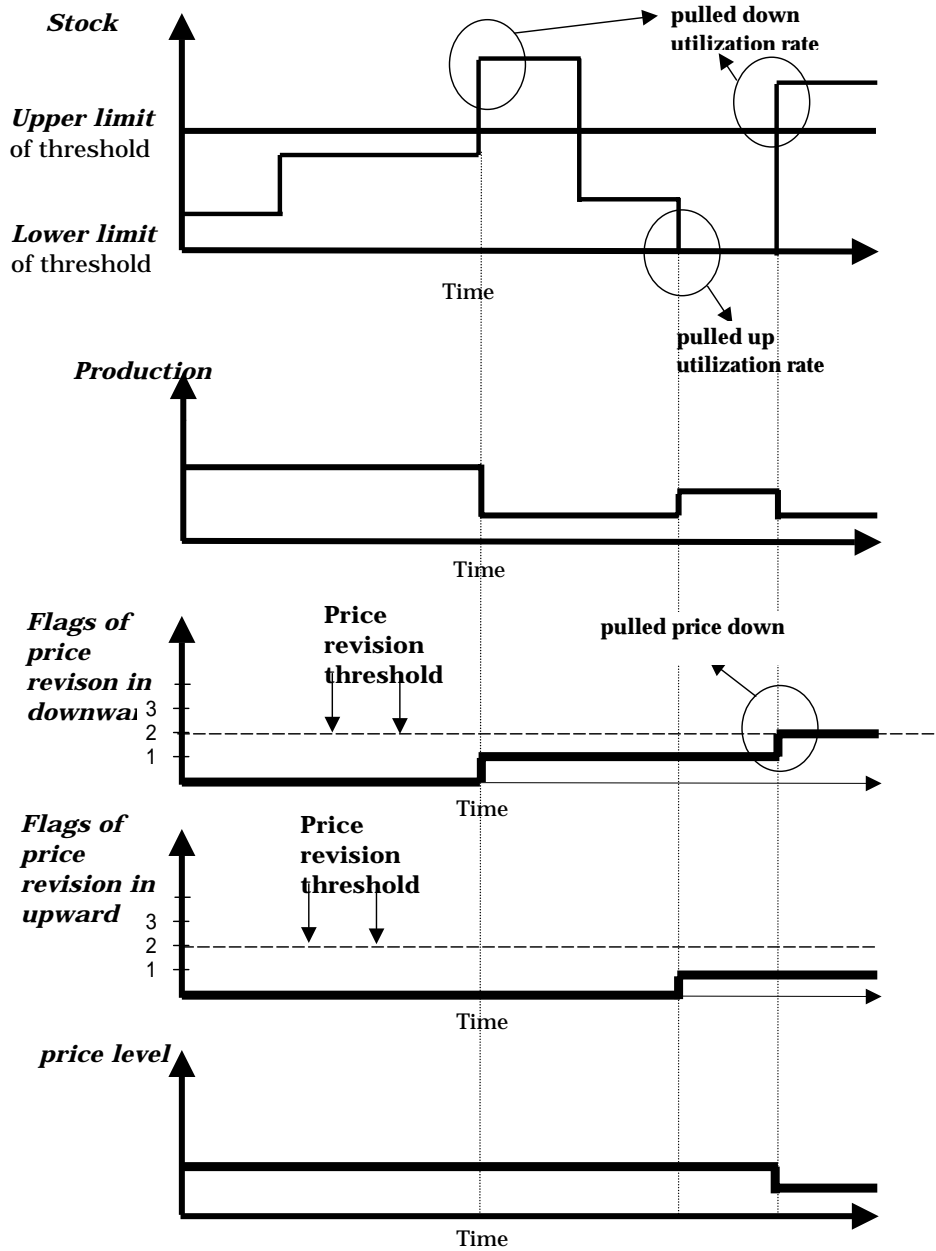 Stock
pulled down
utilization rate
Upper limit
of threshold
Lower limit
of threshold
Time
pulled up
utilization rate
Production
Time
Flags of
price
revison in
downwar
Price
revision
threshold
pulled price down
3
2
1
Time
Flags of
price
revision in
upward
Price
revision
threshold
3
2
1
Time
price level
Time